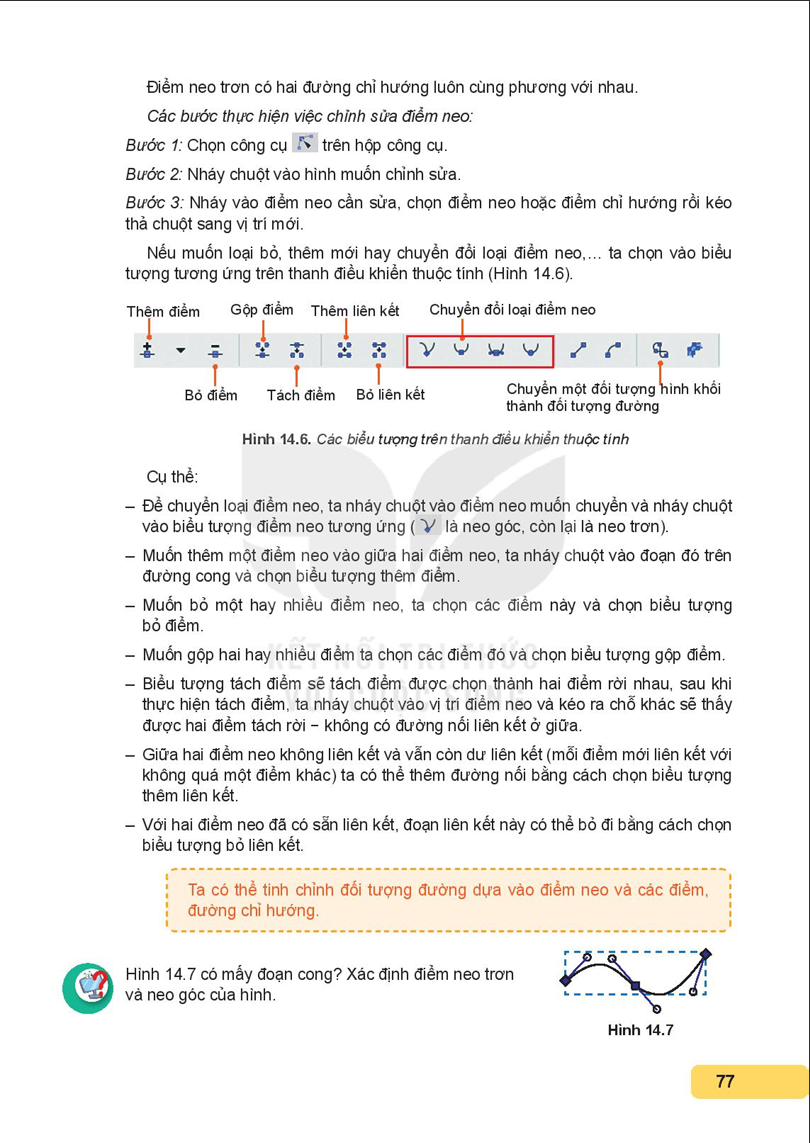 Điểm neo trơn có hai đường chỉ hướng luôn cùng phương với nhau.
Các bước thực hiện việc chỉnh sửa điểm neo:
Bước 1: Chọn công cụ trên hộp công cụ.
Bước 2: Nháy chuột vào hình muốn chỉnh sửa.
Bước 3: Nháy vào điểm neo cần sửa, chọn điểm neo hoặc điểm chỉ hướng rồi kéo
thả chuột sang vị trí mới.
Nếu muốn loại bỏ, thêm mới hay chuyển đổi loại điểm neo,... ta chọn vào biểu
tượng tương ứng trên thanh điều khiển thuộc tính (Hình 14.6).
Thêm điểm Gộp điểm Thêm liên kết Chuyển đổi loại điểm neo
Bỏ điểm Tách điểm Bỏ liên kết Chuyển một đối tượng hình khối
thành đối tượng đường
Hình 14.6. Các biểu tượng trên thanh điều khiển thuộc tính
Cụ thể:
– Để chuyển loại điểm neo, ta nháy chuột vào điểm neo muốn chuyển và nháy chuột
vào biểu tượng điểm neo tương ứng ( là neo góc, còn lại là neo trơn).
– Muốn thêm một điểm neo vào giữa hai điểm neo, ta nháy chuột vào đoạn đó trên
đường cong và chọn biểu tượng thêm điểm.
– Muốn bỏ một hay nhiều điểm neo, ta chọn các điểm này và chọn biểu tượng
bỏ điểm.
– Muốn gộp hai hay nhiều điểm ta chọn các điểm đó và chọn biểu tượng gộp điểm.
– Biểu tượng tách điểm sẽ tách điểm được chọn thành hai điểm rời nhau, sau khi
thực hiện tách điểm, ta nháy chuột vào vị trí điểm neo và kéo ra chỗ khác sẽ thấy
được hai điểm tách rời – không có đường nối liên kết ở giữa.
– Giữa hai điểm neo không liên kết và vẫn còn dư liên kết (mỗi điểm mới liên kết với
không quá một điểm khác) ta có thể thêm đường nối bằng cách chọn biểu tượng
thêm liên kết.
– Với hai điểm neo đã có sẵn liên kết, đoạn liên kết này có thể bỏ đi bằng cách chọn
biểu tượng bỏ liên kết.
KẾT NỐI TRI THỨC
VỚI CUỘC SỐNG
Ta có thể tinh chỉnh đối tượng đường dựa vào điểm neo và các điểm,
đường chỉ hướng.
Hình 14.7 có mấy đoạn cong? Xác định điểm neo trơn
và neo góc của hình.
Hình 14.7
77